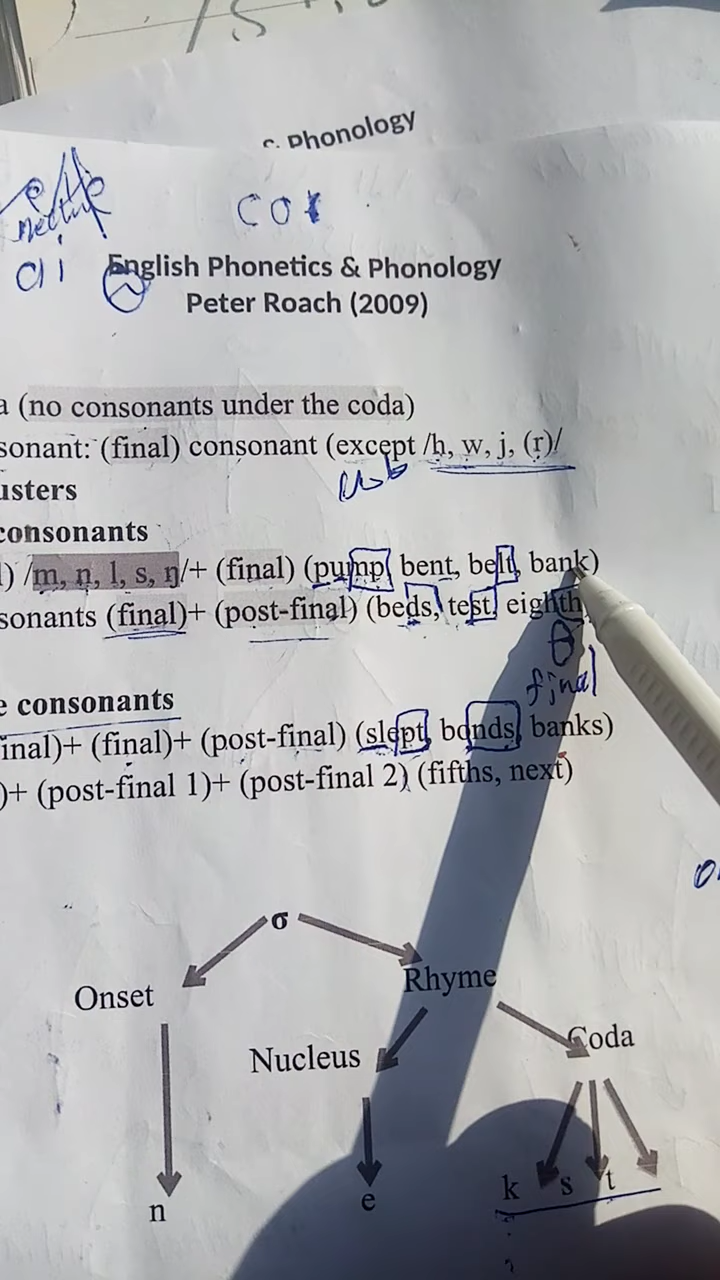 Phonology
English Phonetics & Phonology
Peter Roach (2009)
a (no consonants under the coda)
sonant: (final) consonant (except /h, w, j, (r)/
usters
consonants
l) /m, n, l, s, ŋ/+ (final) (pump, bent, belt, bank)
sonants (final)+ (post-final) (beds, test, eighth
θ
final
e consonants
inal)+ (final)+ (post-final) (slept, bonds, banks)
)+ (post-final 1)+ (post-final 2) (fifths, next)
σ
Onset Rhyme
Nucleus Coda
k s t
n e